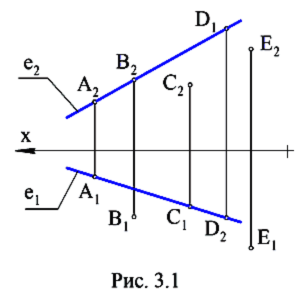 D₁
E₂
B₂
e₂
A₂
C₂
x
A₁
e₁
B₁
C₁
D₂
E₁
Рис. 3.1